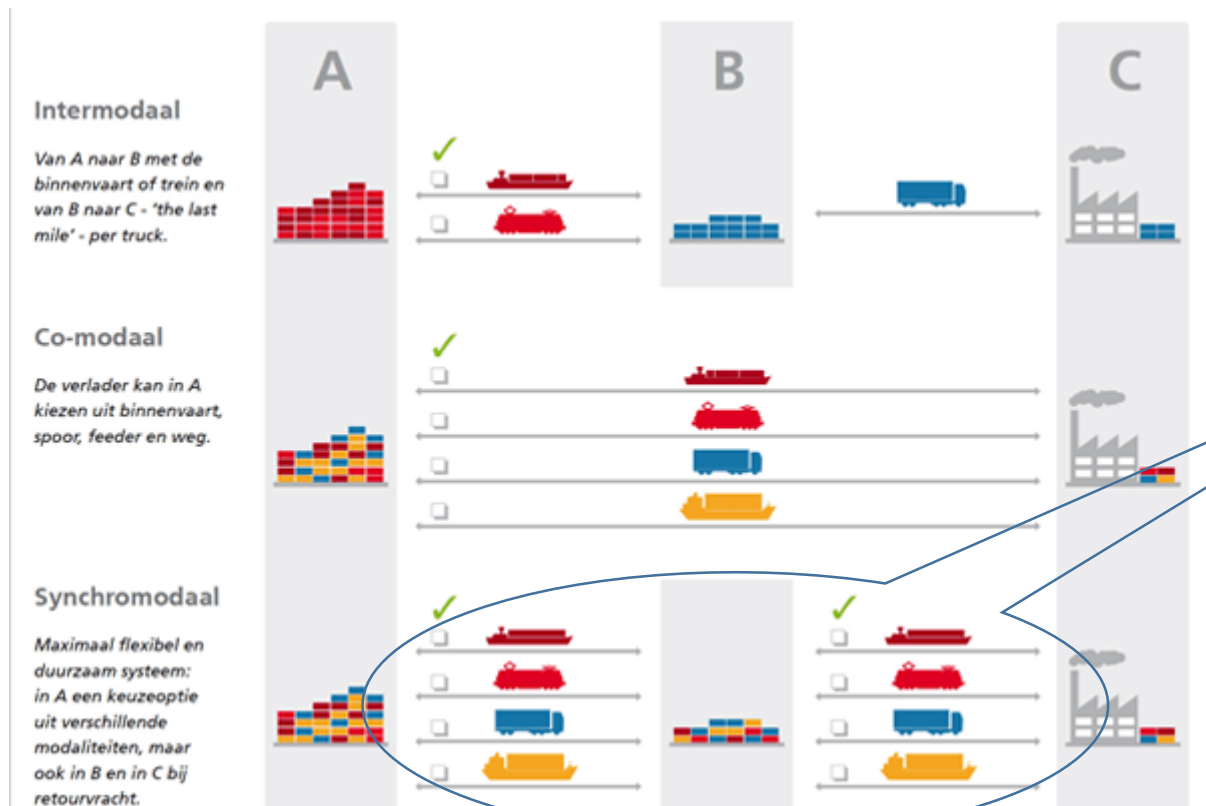 A
B
C
Intermodaal
Van A naar B met de
binnenvaart of trein en
van B naar C - 'the last
mile' - per truck.
Co-modaal
De verlader kan in A
kiezen uit binnenvaart,
spoor, feeder en weg.
Synchromodaal
Maximaal flexibel en
duurzaam systeem:
in A een keuzeoptie
uit verschillende
modaliteiten, maar
ook in B en in C bij
retourvracht.